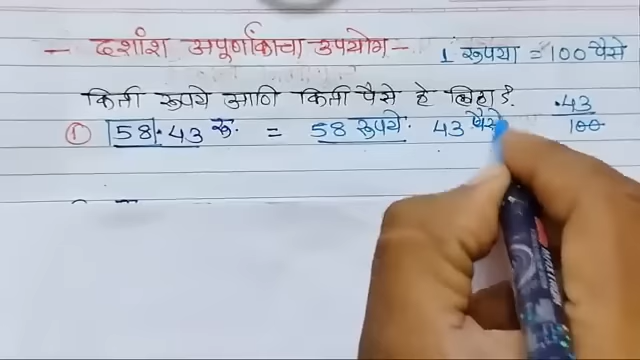 - दशांश अपूर्णांकाचा उपयोग -
1 रुपया = 100 पैसे
किती रूपये आणि किती पैसे हे लिहा ?
.43
100
① 58.43 रू. = 58 रूपये. 43 पैसे